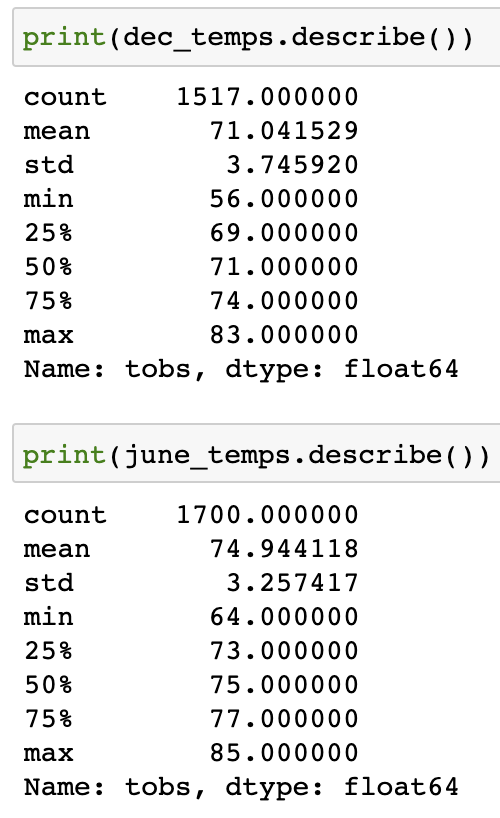 print(dec_temps.describe())
count    1517.000000
mean       71.041529
std         3.745920
min        56.000000
25%        69.000000
50%        71.000000
75%        74.000000
max        83.000000
Name: tobs, dtype: float64
print(june_temps.describe())
count    1700.000000
mean       74.944118
std         3.257417
min        64.000000
25%        73.000000
50%        75.000000
75%        77.000000
max        85.000000
Name: tobs, dtype: float64